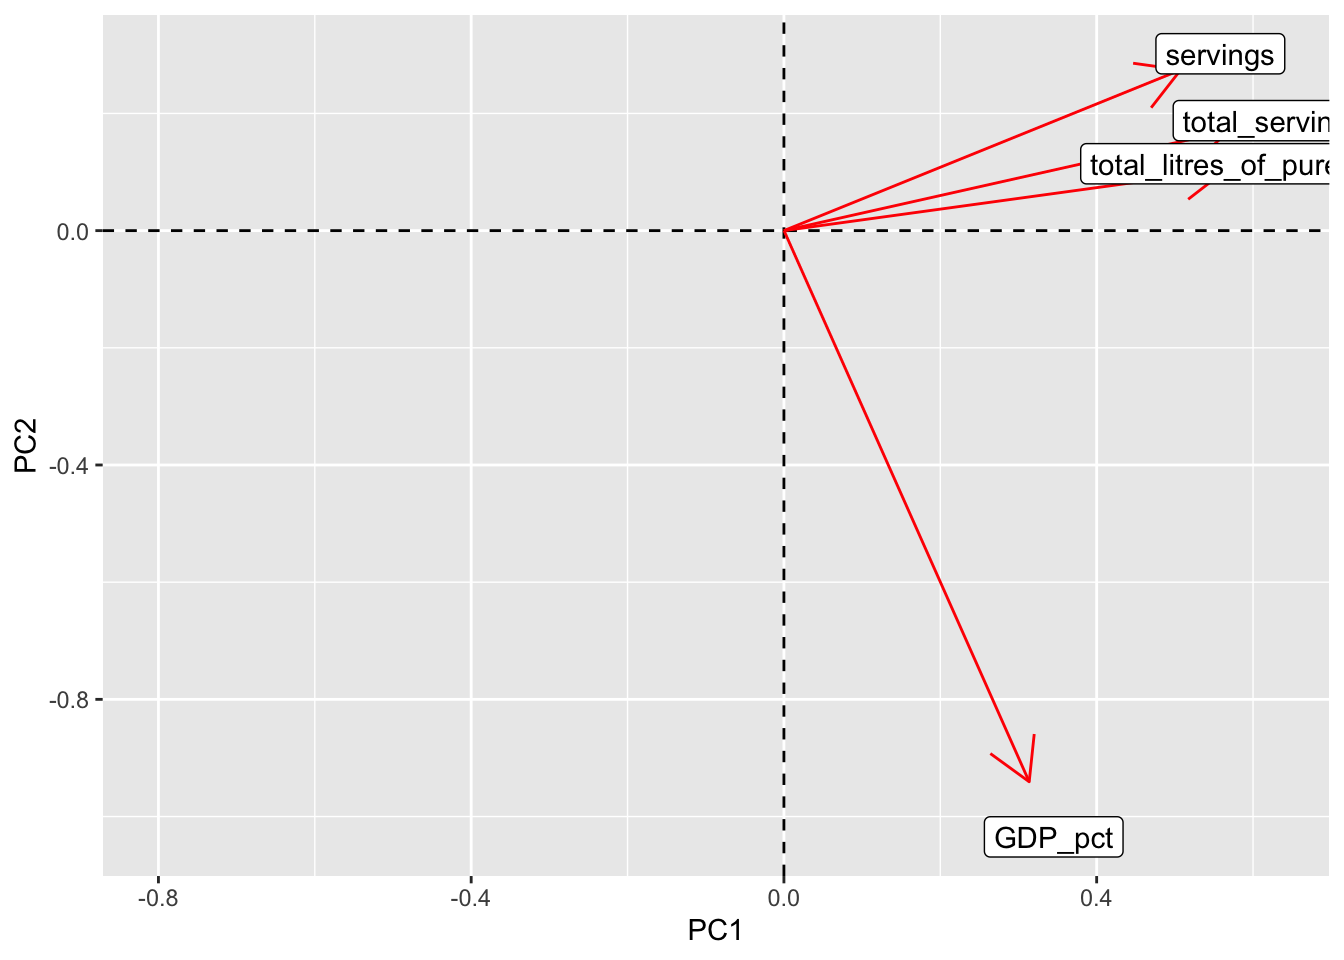 servings
total_servin
total_litres_of_pure
0.0
-0.4
-0.8
PC2
GDP_pct
-0.8
-0.4
0.0
0.4
PC1